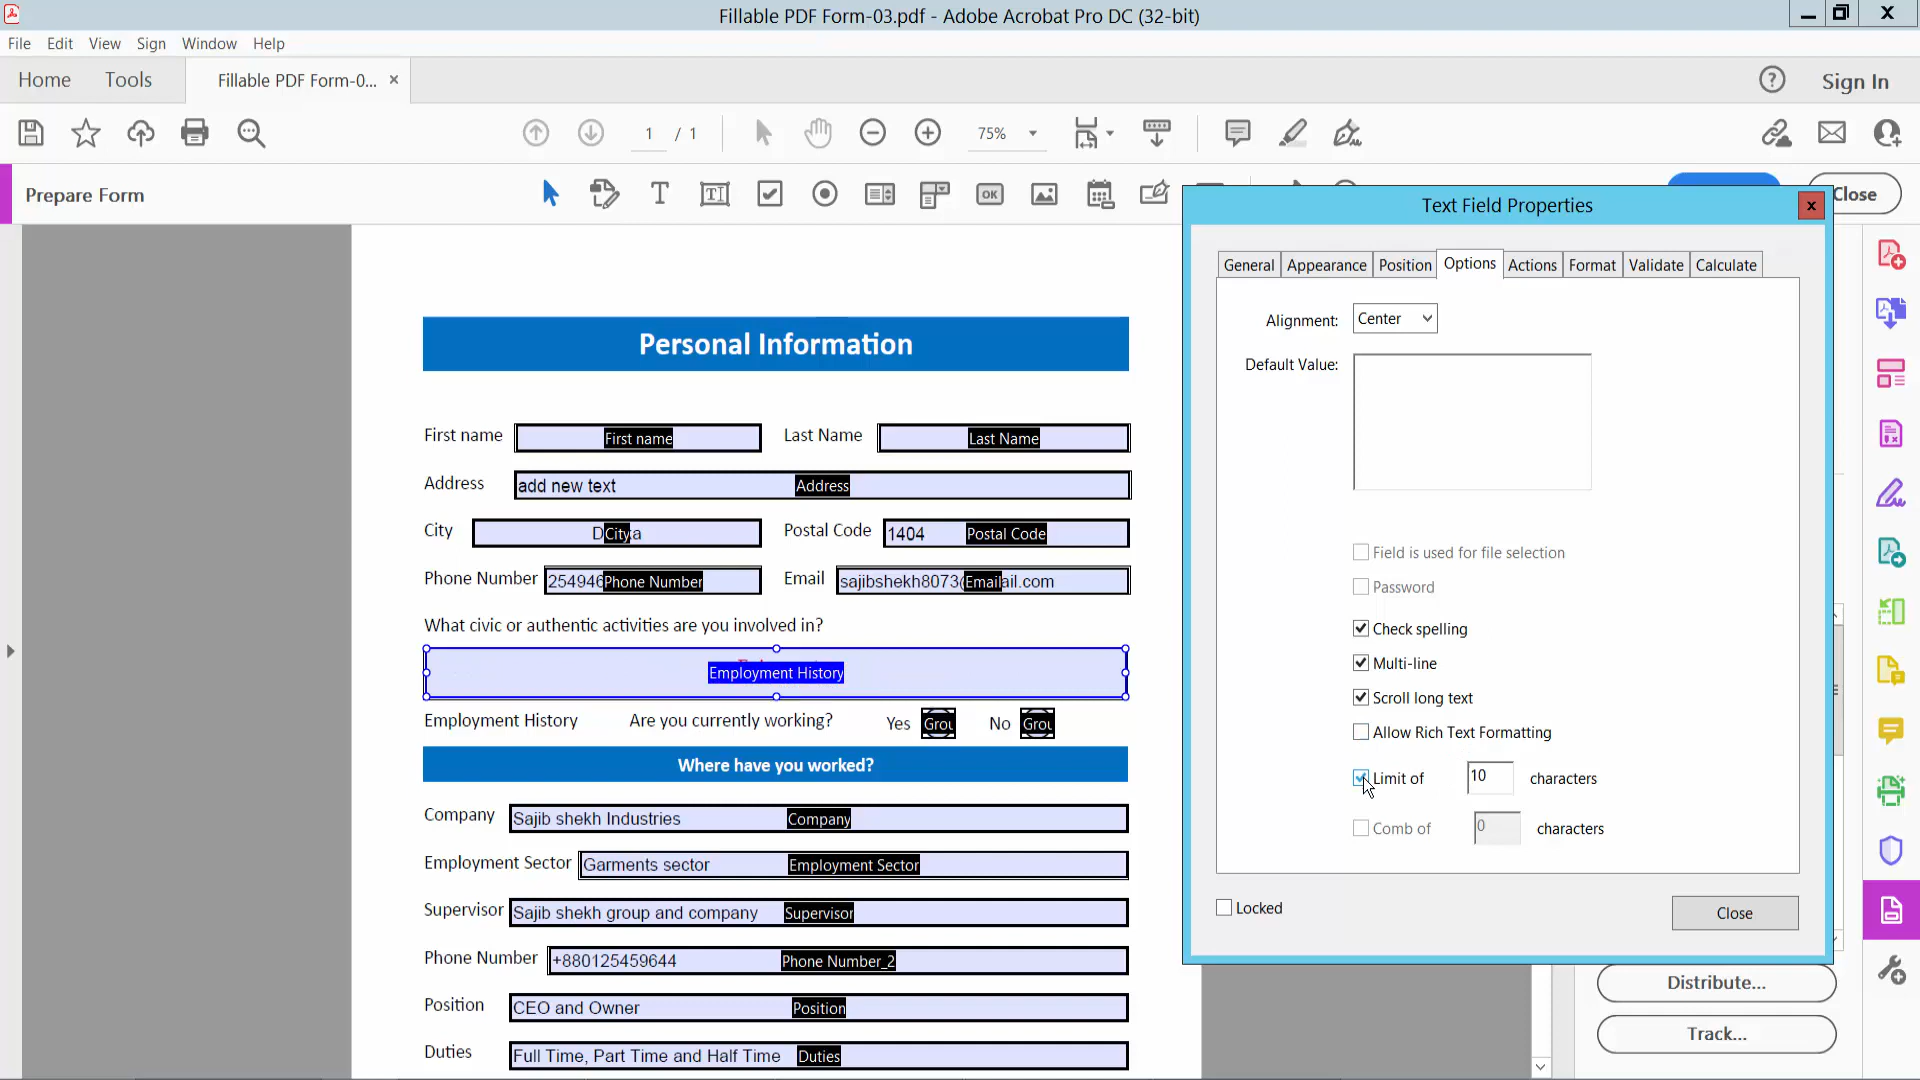 Fillable PDF Form-03.pdf - Adobe Acrobat Pro DC (32-bit)
File Edit View Sign Window Help
Home Tools Fillable PDF Form-0... × Sign In
1 / 1 75%
Prepare Form
OK
Close
Text Field Properties
General Appearance Position Options Actions Format Validate Calculate
Alignment: Center
Default Value:
Field is used for file selection
Password
Check spelling
Multi-line
Scroll long text
Allow Rich Text Formatting
Limit of 10 characters
Comb of 0 characters
Locked
Close
Distribute...
Track...
Personal Information
First name First name Last Name Last Name
Address add new text Address
City City Postal Code 1404 Postal Code
Phone Number 254946 Phone Number Email sajibshekh8073 Email ail.com
What civic or authentic activities are you involved in?
Employment History
Employment History Are you currently working? Yes Grou No Grou
Where have you worked?
Company Sajib shekh Industries Company
Employment Sector Garments sector Employment Sector
Supervisor Sajib shekh group and company Supervisor
Phone Number +880125459644 Phone Number_2
Position CEO and Owner Position
Duties Full Time, Part Time and Half Time Duties